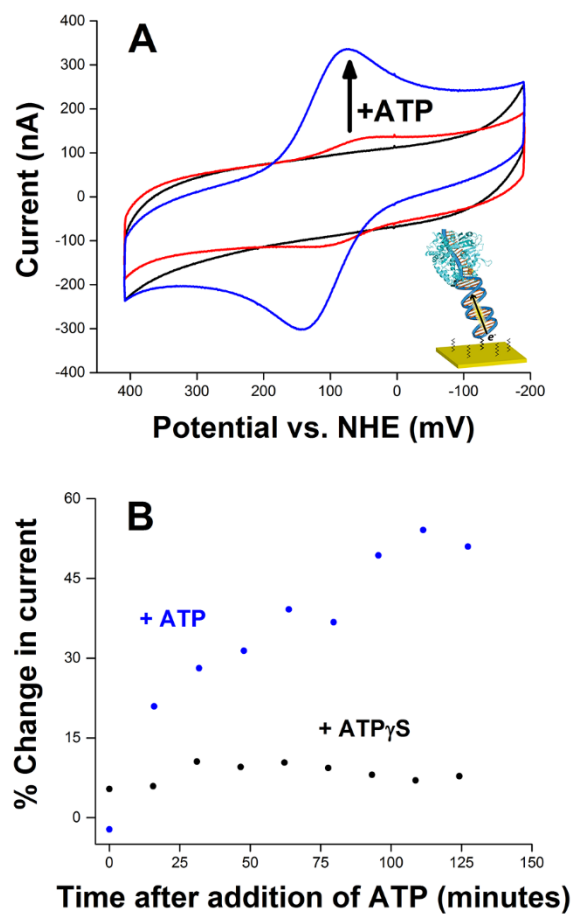 A
400
300
200
100
0
-100
-200
-300
-400
Current (nA)
+ATP
e-
400 300 200 100 0 -100 -200
Potential vs. NHE (mV)
B
60
45
30
15
0
% Change in current
+ ATP
+ ATPγS
0 25 50 75 100 125 150
Time after addition of ATP (minutes)